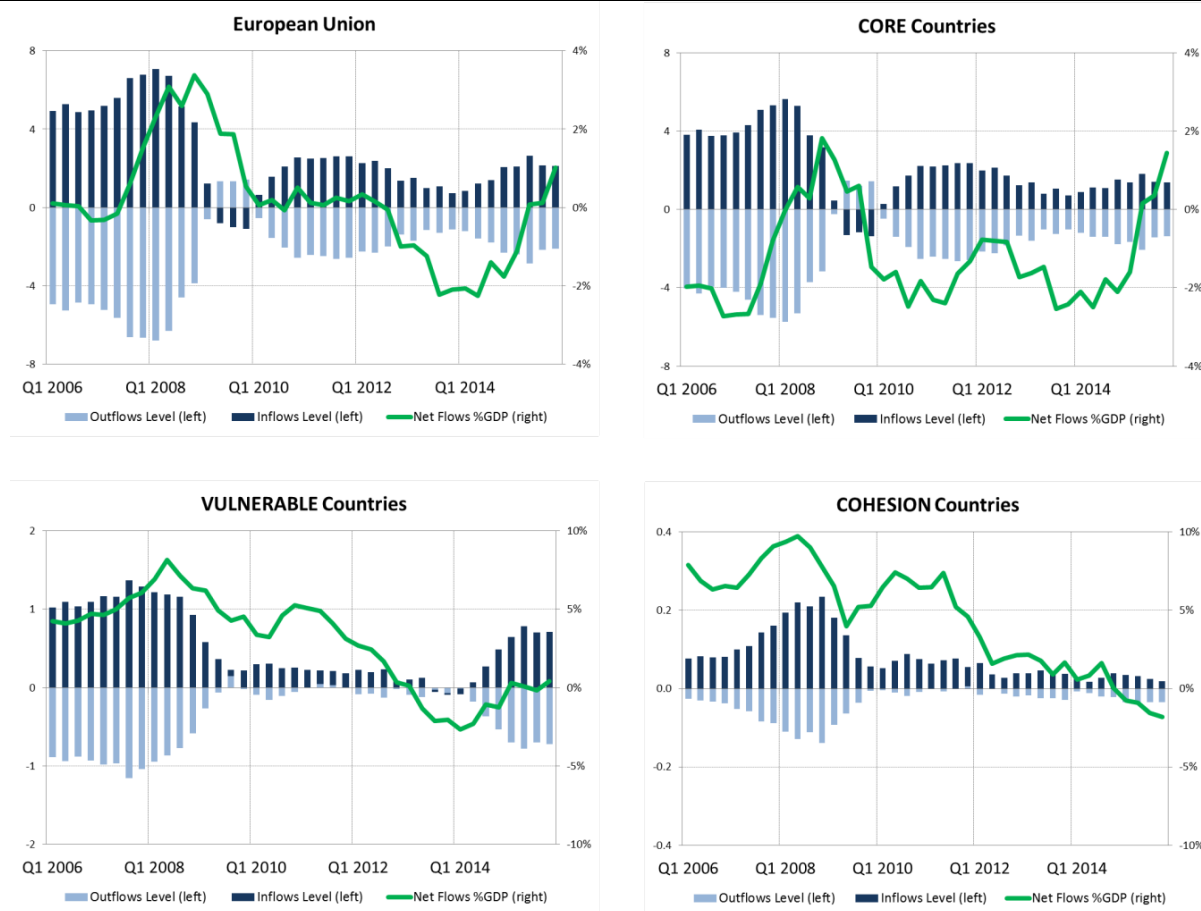 European Union
8 4%
4 2%
0 0%
-4 -2%
-8 -4%
Q1 2006 Q1 2008 Q1 2010 Q1 2012 Q1 2014
Outflows Level (left) Inflows Level (left) Net Flows %GDP (right)
CORE Countries
8 4%
4 2%
0 0%
-4 -2%
-8 -4%
Q1 2006 Q1 2008 Q1 2010 Q1 2012 Q1 2014
Outflows Level (left) Inflows Level (left) Net Flows %GDP (right)
VULNERABLE Countries
2 10%
1 5%
0 0%
-1 -5%
-2 -10%
Q1 2006 Q1 2008 Q1 2010 Q1 2012 Q1 2014
Outflows Level (left) Inflows Level (left) Net Flows %GDP (right)
COHESION Countries
0.4 10%
0.2 5%
0.0 0%
-0.2 -5%
-0.4 -10%
Q1 2006 Q1 2008 Q1 2010 Q1 2012 Q1 2014
Outflows Level (left) Inflows Level (left) Net Flows %GDP (right)